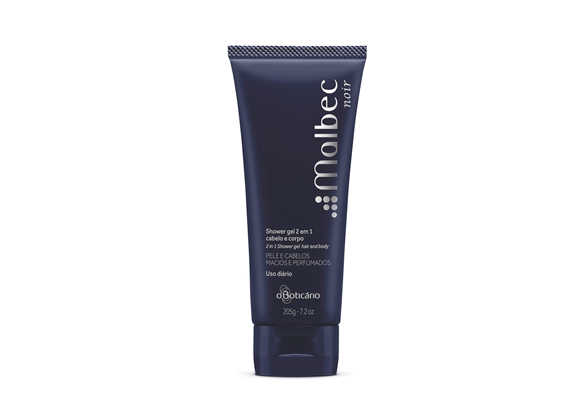 malbec
noir
Shower gel 2 em 1
cabelo e corpo
2 in 1 Shower gel hair and body
PELE E CABELOS
MACIOS E PERFUMADOS
Uso diário
oBoticário
205g - 7.2 oz